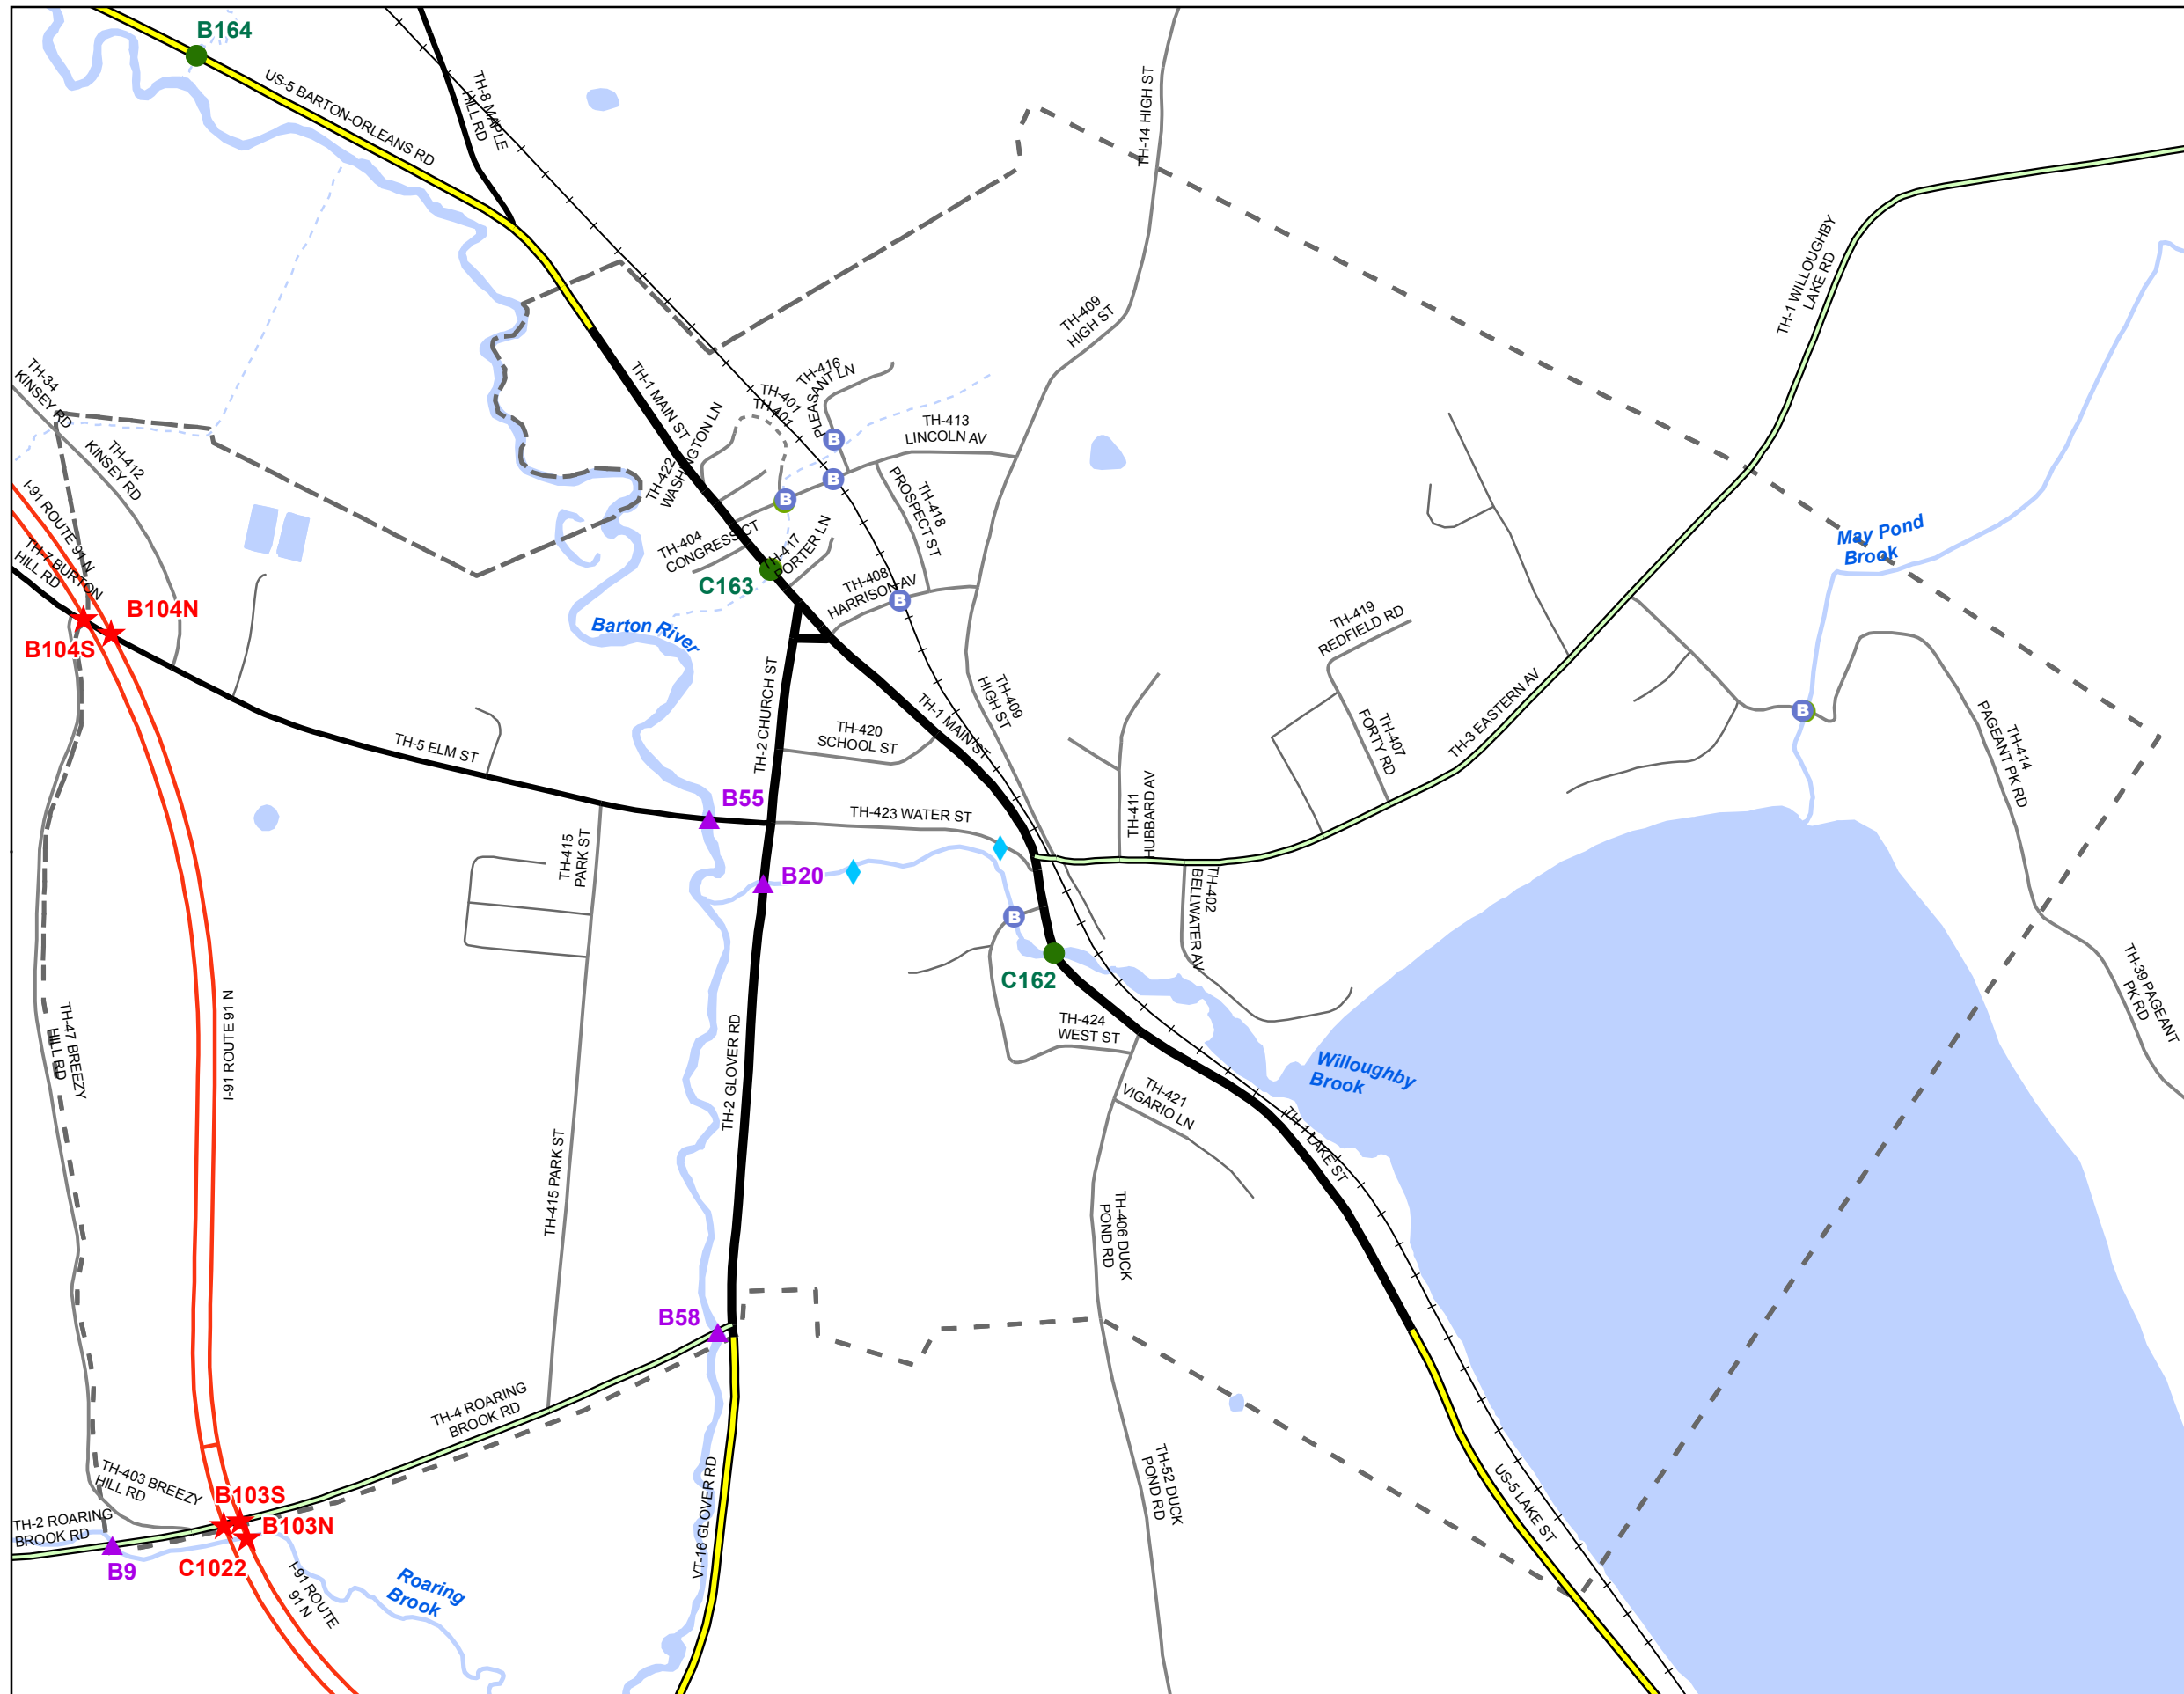 B164
US-5 BARTON-ORLEANS RD
TH-8 MAPLE
HILL RD
TH-14 HIGH ST
TH-1 WILLOUGHBY
LAKE RD
TH-409
HIGH ST
TH-34
KINSEY RD
TH-412
KINSEY RD
TH-1 MAIN ST
TH-401
TH-401
TH-416
PLEASANT LN
B
TH-413
LINCOLN AV
TH-422
WASHINGTON LN
B
B
TH-418
PROSPECT ST
I-91 ROUTE 91 N
TH-7 BURTON
HILL RD
TH-404
CONGRESS CT
TH-417
PORTER LN
C163
TH-408
HARRISON AV
B
May Pond
Brook
B104N
B104S
Barton River
TH-419
REDFIELD RD
TH-409
HIGH ST
TH-2 CHURCH ST
TH-420
SCHOOL ST
TH-1 MAIN ST
TH-407
FORTY RD
TH-3 EASTERN AV
B
TH-414
PAGEANT PK RD
TH-5 ELM ST
B55
TH-423 WATER ST
TH-411
HUBBARD AV
TH-415
PARK ST
B20
TH-402
BELLWATER AV
B
C162
TH-39 PAGEANT
PK RD
TH-47 BREEZY
HILL RD
I-91 ROUTE 91 N
TH-2 GLOVER RD
TH-424
WEST ST
Willoughby
Brook
TH-421
VIGARIO LN
TH-1 LAKE ST
TH-415 PARK ST
TH-406 DUCK
POND RD
B58
TH-4 ROARING
BROOK RD
TH-403 BREEZY
HILL RD
B103S
TH-52 DUCK
POND RD
US-5 LAKE ST
VT-16 GLOVER RD
TH-2 ROARING
BROOK RD
B103N
B9
C1022
I-91 ROUTE
91 N
Roaring
Brook